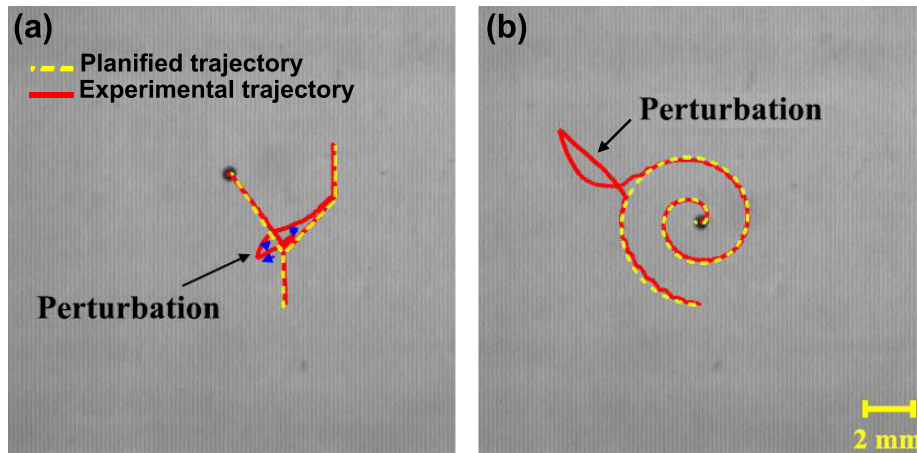 (a)
Planified trajectory
Experimental trajectory
Perturbation
(b)
Perturbation
2 mm